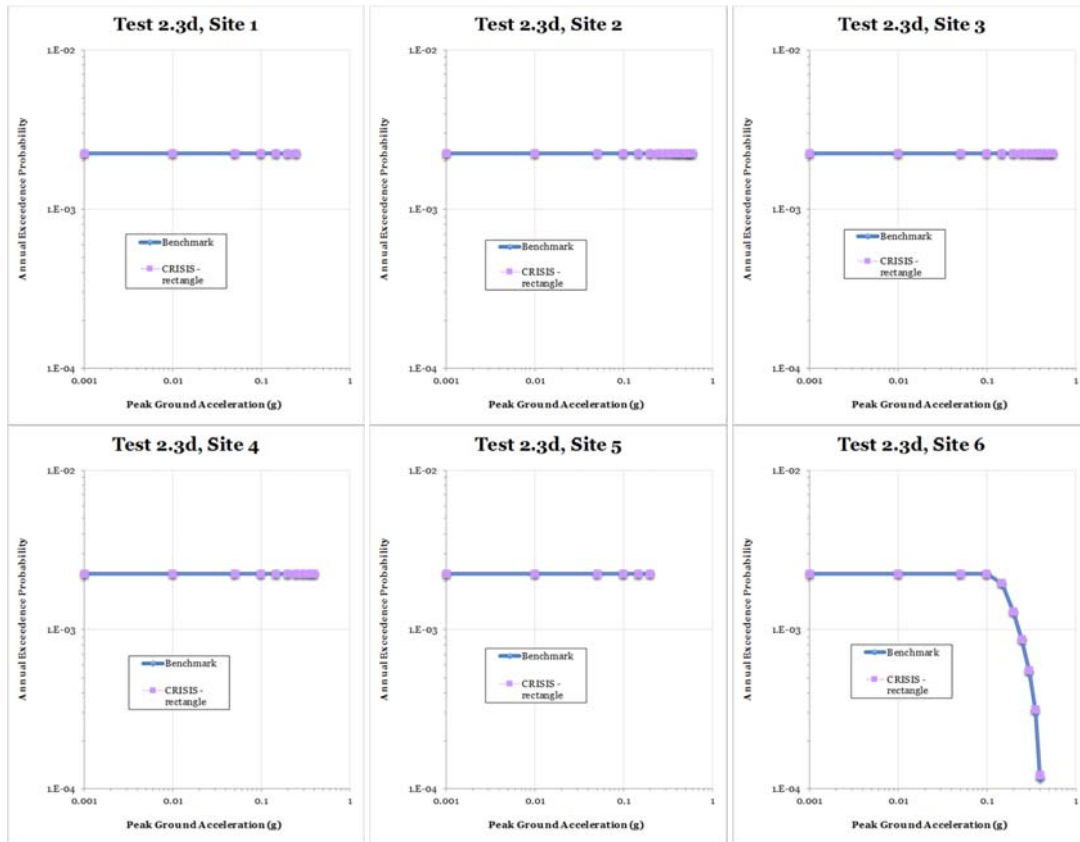 Test 2.3d, Site 1
1.E-02
1.E-03
1.E-04
Annual Exceedence Probability
Benchmark
CRISIS -
rectangle
0.001
0.01
0.1
1
Peak Ground Acceleration (g)
Test 2.3d, Site 2
1.E-02
1.E-03
1.E-04
Annual Exceedence Probability
Benchmark
CRISIS -
rectangle
0.001
0.01
0.1
1
Peak Ground Acceleration (g)
Test 2.3d, Site 3
1.E-02
1.E-03
1.E-04
Annual Exceedence Probability
Benchmark
CRISIS -
rectangle
0.001
0.01
0.1
1
Peak Ground Acceleration (g)
Test 2.3d, Site 4
1.E-02
1.E-03
1.E-04
Annual Exceedence Probability
Benchmark
CRISIS -
rectangle
0.001
0.01
0.1
1
Peak Ground Acceleration (g)
Test 2.3d, Site 5
1.E-02
1.E-03
1.E-04
Annual Exceedence Probability
Benchmark
CRISIS -
rectangle
0.001
0.01
0.1
1
Peak Ground Acceleration (g)
Test 2.3d, Site 6
1.E-02
1.E-03
1.E-04
Annual Exceedence Probability
Benchmark
CRISIS -
rectangle
0.001
0.01
0.1
1
Peak Ground Acceleration (g)